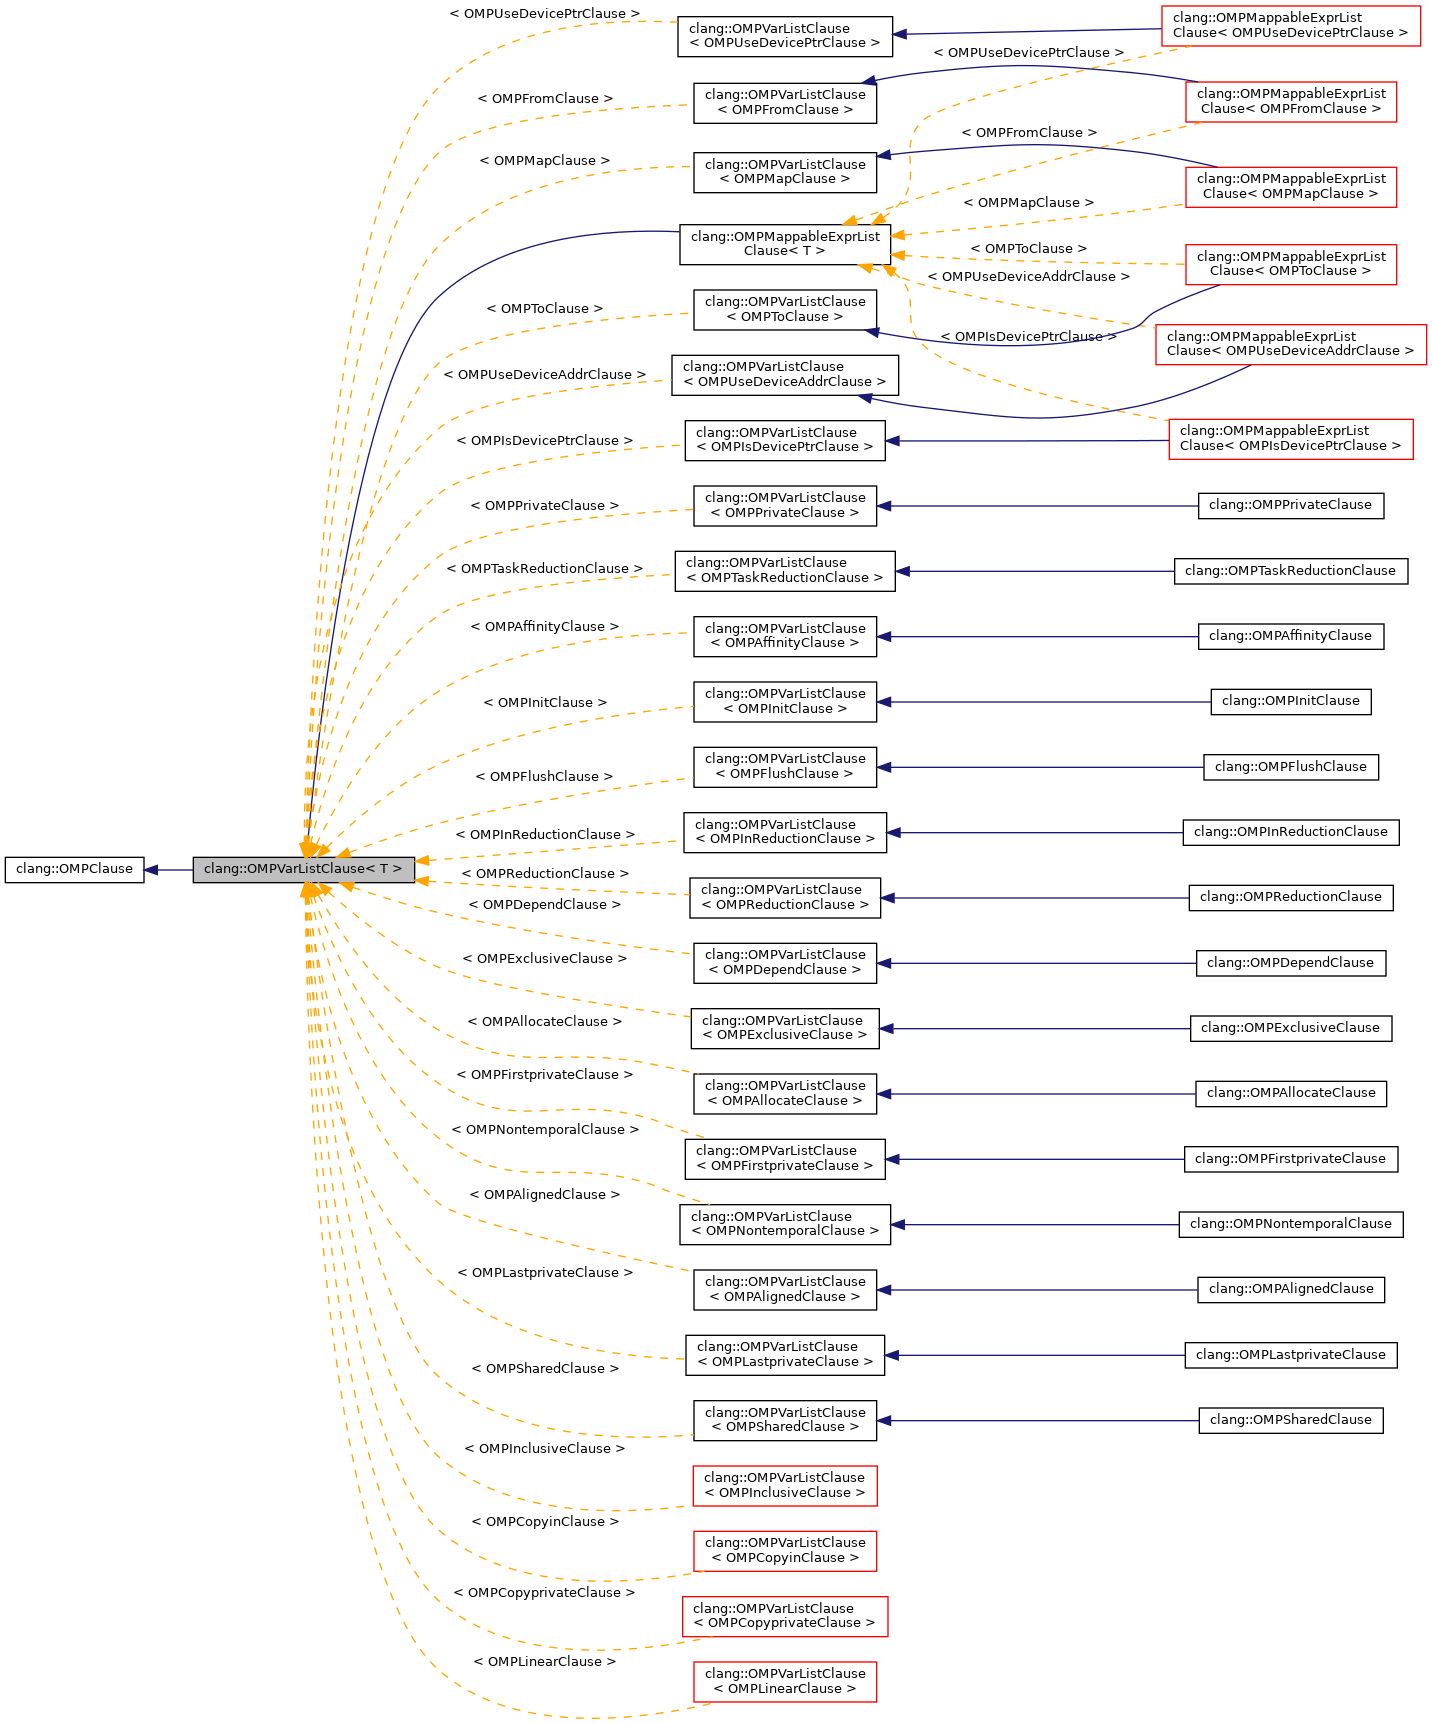 clang::OMPClause
clang::OMPVarListClause< T >
< OMPUseDevicePtrClause >
< OMPFromClause >
< OMPMapClause >
< OMPToClause >
< OMPUseDeviceAddrClause >
< OMPIsDevicePtrClause >
< OMPPrivateClause >
< OMPTaskReductionClause >
< OMPAffinityClause >
< OMPInitClause >
< OMPFlushClause >
< OMPInReductionClause >
< OMPReductionClause >
< OMPDependClause >
< OMPExclusiveClause >
< OMPAllocateClause >
< OMPFirstprivateClause >
< OMPNontemporalClause >
< OMPAlignedClause >
< OMPLastprivateClause >
< OMPSharedClause >
< OMPInclusiveClause >
< OMPCopyinClause >
< OMPCopyprivateClause >
< OMPLinearClause >
clang::OMPVarListClause
< OMPUseDevicePtrClause >
clang::OMPVarListClause
< OMPFromClause >
clang::OMPVarListClause
< OMPMapClause >
clang::OMPMappableExprList
Clause< T >
clang::OMPVarListClause
< OMPToClause >
clang::OMPVarListClause
< OMPUseDeviceAddrClause >
clang::OMPVarListClause
< OMPIsDevicePtrClause >
clang::OMPVarListClause
< OMPPrivateClause >
clang::OMPVarListClause
< OMPTaskReductionClause >
clang::OMPVarListClause
< OMPAffinityClause >
clang::OMPVarListClause
< OMPInitClause >
clang::OMPVarListClause
< OMPFlushClause >
clang::OMPVarListClause
< OMPInReductionClause >
clang::OMPVarListClause
< OMPReductionClause >
clang::OMPVarListClause
< OMPDependClause >
clang::OMPVarListClause
< OMPExclusiveClause >
clang::OMPVarListClause
< OMPAllocateClause >
clang::OMPVarListClause
< OMPFirstprivateClause >
clang::OMPVarListClause
< OMPNontemporalClause >
clang::OMPVarListClause
< OMPAlignedClause >
clang::OMPVarListClause
< OMPLastprivateClause >
clang::OMPVarListClause
< OMPSharedClause >
clang::OMPVarListClause
< OMPInclusiveClause >
clang::OMPVarListClause
< OMPCopyinClause >
clang::OMPVarListClause
< OMPCopyprivateClause >
clang::OMPVarListClause
< OMPLinearClause >
< OMPUseDevicePtrClause >
< OMPFromClause >
< OMPMapClause >
< OMPToClause >
< OMPUseDeviceAddrClause >
< OMPIsDevicePtrClause >
clang::OMPMappableExprList
Clause< OMPUseDevicePtrClause >
clang::OMPMappableExprList
Clause< OMPFromClause >
clang::OMPMappableExprList
Clause< OMPMapClause >
clang::OMPMappableExprList
Clause< OMPToClause >
clang::OMPMappableExprList
Clause< OMPUseDeviceAddrClause >
clang::OMPMappableExprList
Clause< OMPIsDevicePtrClause >
clang::OMPPrivateClause
clang::OMPTaskReductionClause
clang::OMPAffinityClause
clang::OMPInitClause
clang::OMPFlushClause
clang::OMPInReductionClause
clang::OMPReductionClause
clang::OMPDependClause
clang::OMPExclusiveClause
clang::OMPAllocateClause
clang::OMPFirstprivateClause
clang::OMPNontemporalClause
clang::OMPAlignedClause
clang::OMPLastprivateClause
clang::OMPSharedClause